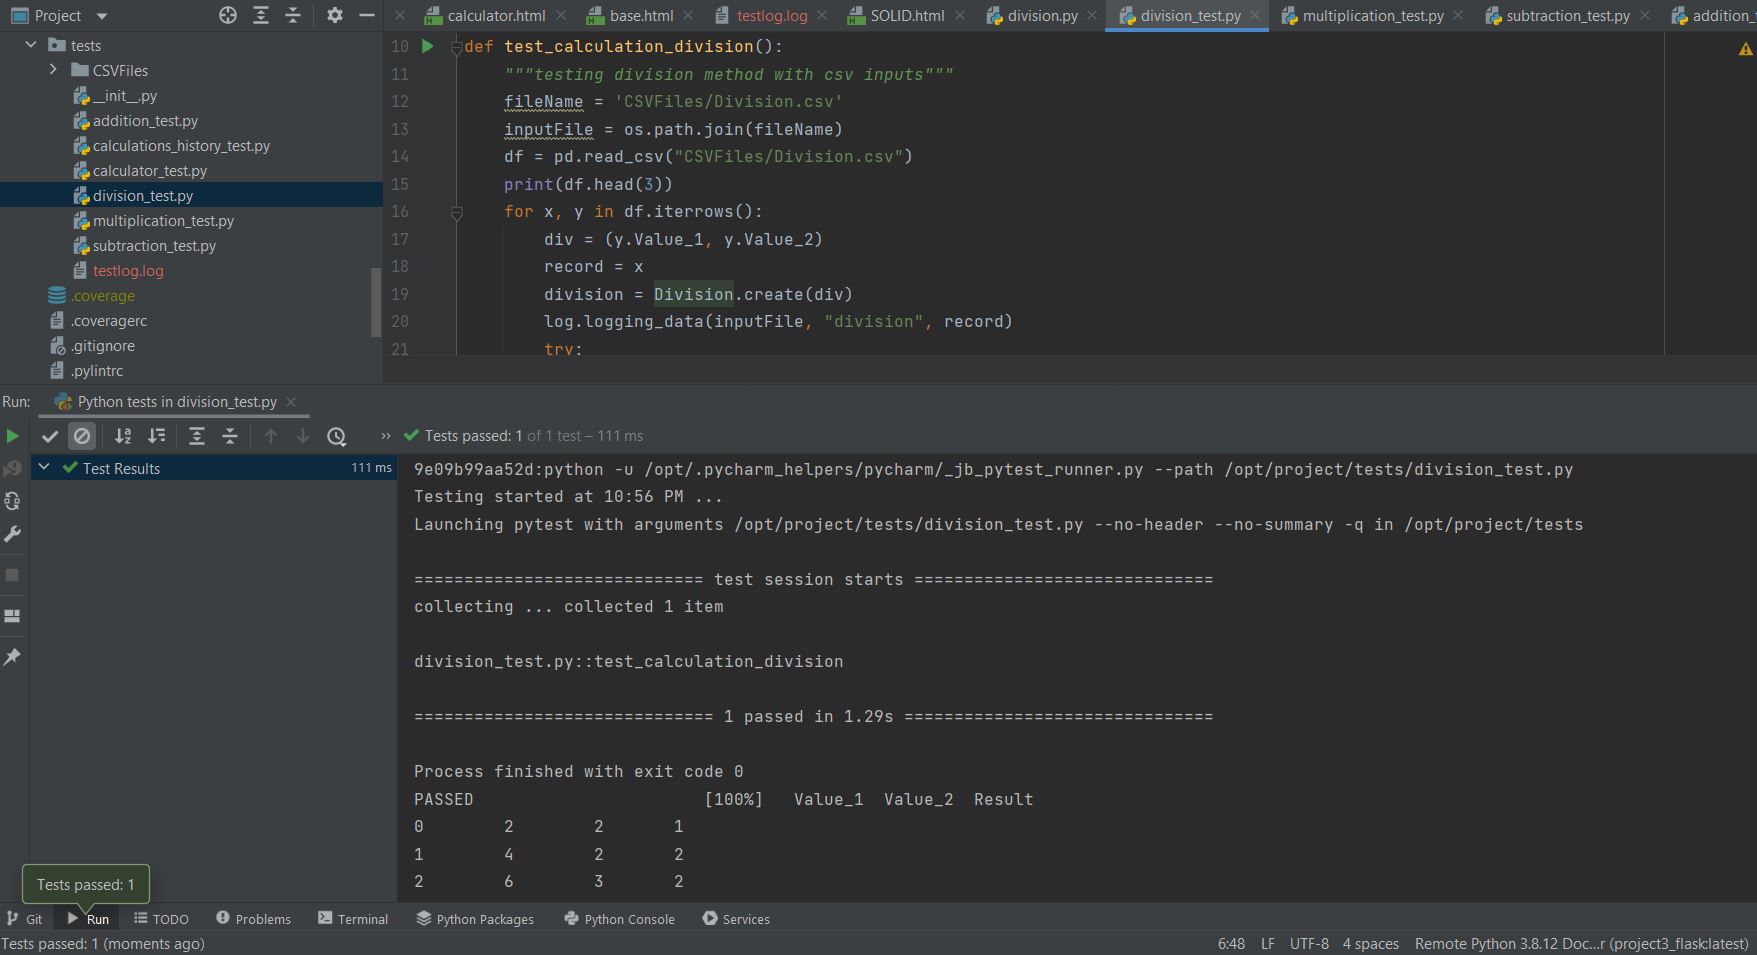 Project
calculator.html
base.html
testlog.log
SOLID.html
division.py
division_test.py
multiplication_test.py
subtraction_test.py
addition_
tests
CSVFiles
__init__.py
addition_test.py
calculations_history_test.py
calculator_test.py
division_test.py
multiplication_test.py
subtraction_test.py
testlog.log
.coverage
.coveragerc
.gitignore
.pylintrc
10 def test_calculation_division():
11 """testing division method with csv inputs"""
12 fileName = 'CSVFiles/Division.csv'
13 inputFile = os.path.join(fileName)
14 df = pd.read_csv("CSVFiles/Division.csv")
15 print(df.head(3))
16 for x, y in df.iterrows():
17 div = (y.Value_1, y.Value_2)
18 record = x
19 division = Division.create(div)
20 log.logging_data(inputFile, "division", record)
21 try:
Run: Python tests in division_test.py
>> Tests passed: 1 of 1 test – 111 ms
Test Results 111 ms
9e09b99aa52d:python -u /opt/.pycharm_helpers/pycharm/_jb_pytest_runner.py --path /opt/project/tests/division_test.py
Testing started at 10:56 PM ...
Launching pytest with arguments /opt/project/tests/division_test.py --no-header --no-summary -q in /opt/project/tests
============================= test session starts ==============================
collecting ... collected 1 item
division_test.py::test_calculation_division
============================== 1 passed in 1.29s ===============================
Process finished with exit code 0
PASSED [100%] Value_1 Value_2 Result
0 2 2 1
1 4 2 2
2 6 3 2
Tests passed: 1
Git Run TODO Problems Terminal Python Packages Python Console Services
Tests passed: 1 (moments ago) 6:48 LF UTF-8 4 spaces Remote Python 3.8.12 Doc...r (project3_flask:latest)